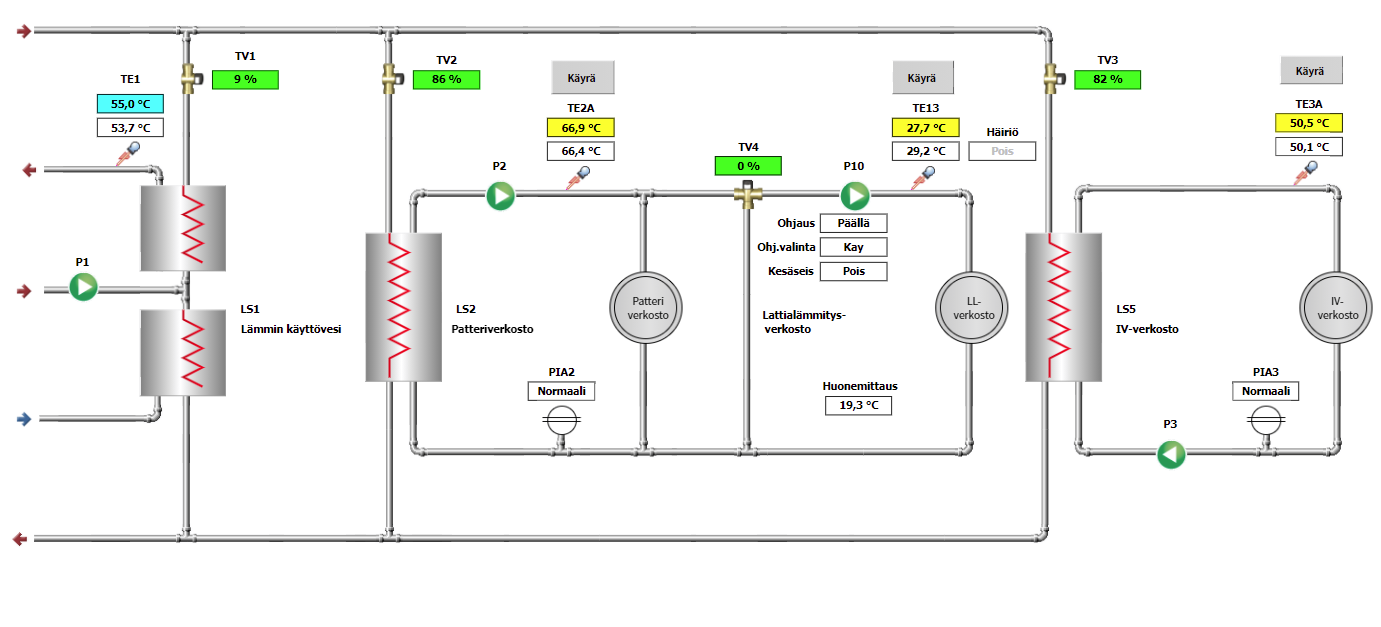 TV1
9 %
TE1
55,0 °C
53,7 °C
P1
LS1
Lämmin käyttövesi
TV2
86 %
Käyrä
TE2A
66,9 °C
66,4 °C
P2
LS2
Patteriverkosto
Patteri
verkosto
PIA2
Normaali
TV4
0 %
Käyrä
TE13
27,7 °C
29,2 °C
Häiriö
Pois
P10
Ohjaus
Päällä
Ohj.valinta
Kay
Kesäseis
Pois
Lattialämmitys-
verkosto
LL-
verkosto
Huonemittaus
19,3 °C
TV3
82 %
Käyrä
TE3A
50,5 °C
50,1 °C
LS5
IV-verkosto
IV-
verkosto
PIA3
Normaali
P3